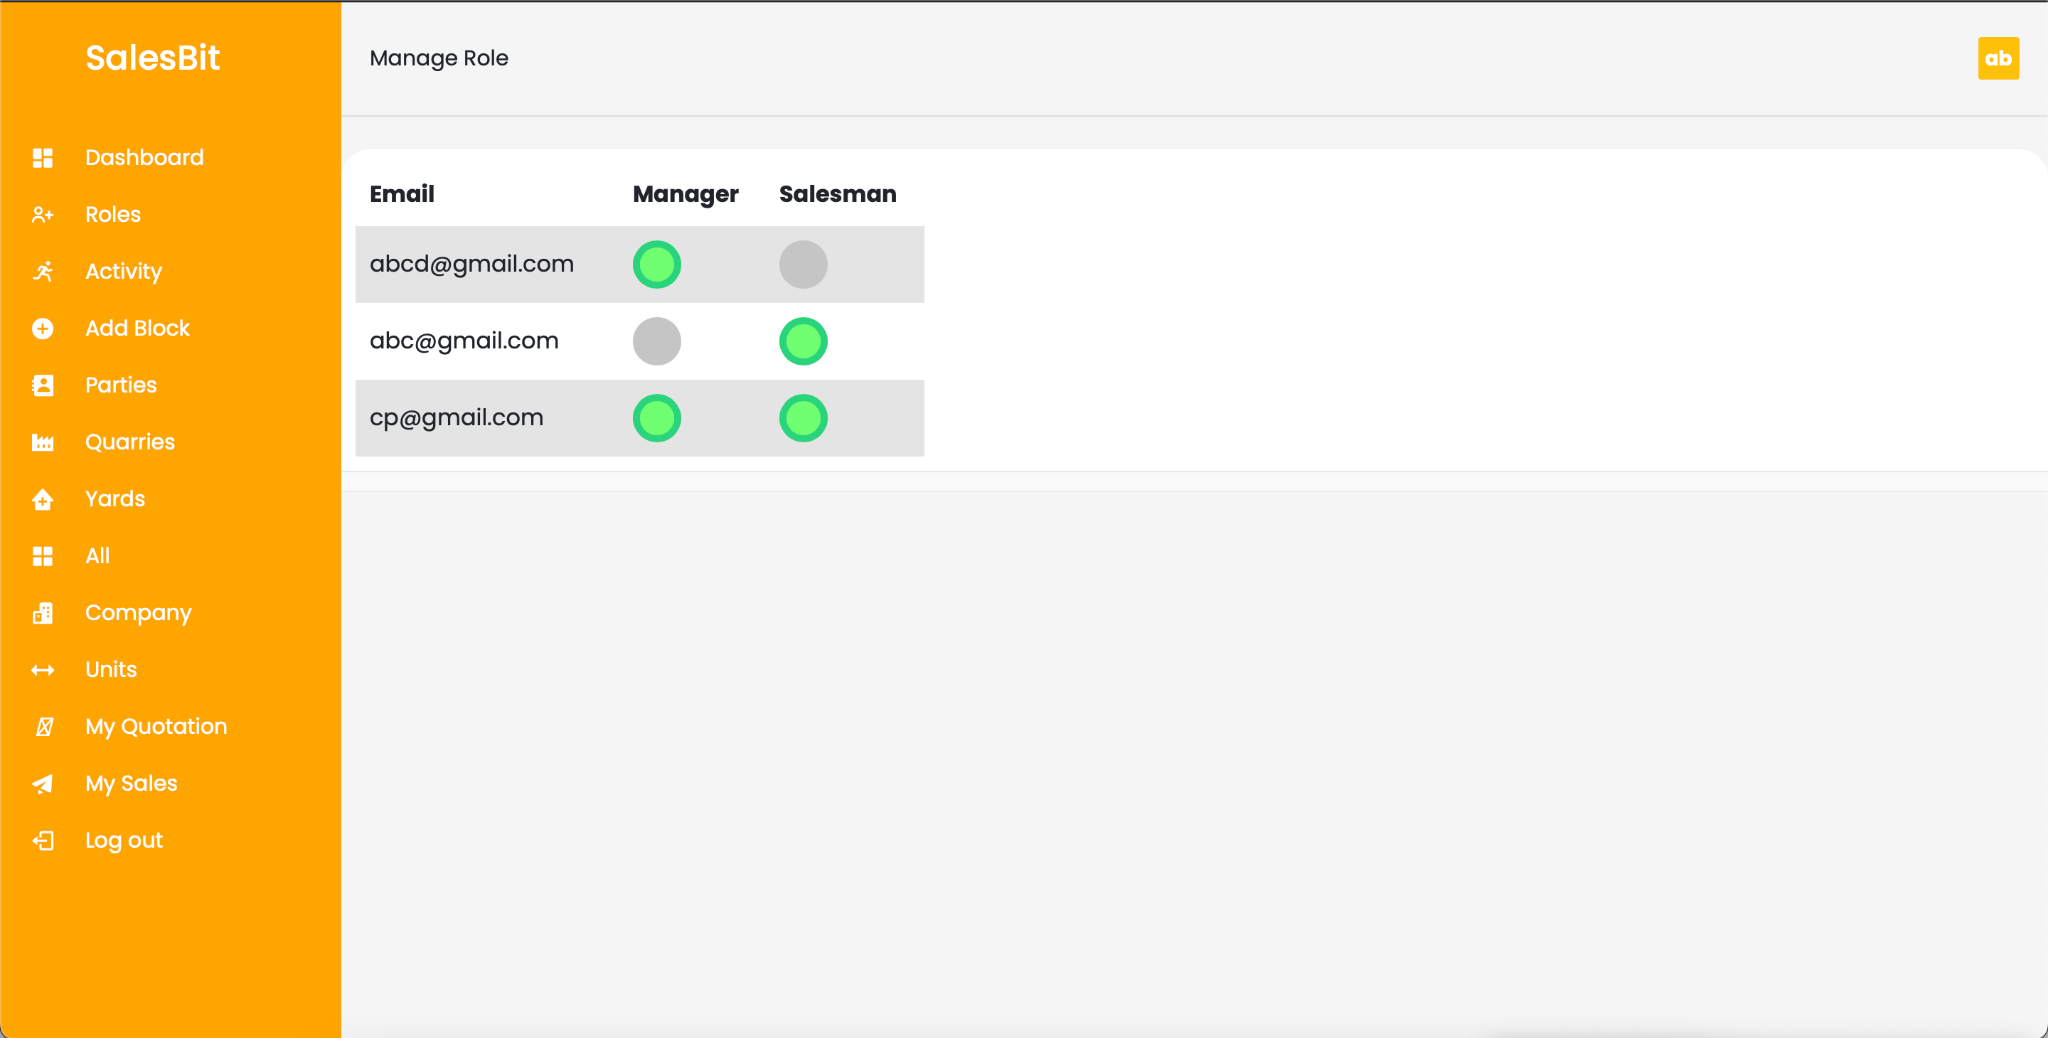 SalesBit
Manage Role
ab
Dashboard
Roles
Activity
Add Block
Parties
Quarries
Yards
All
Company
Units
My Quotation
My Sales
Log out
Email Manager Salesman
abcd@gmail.com
abc@gmail.com
cp@gmail.com